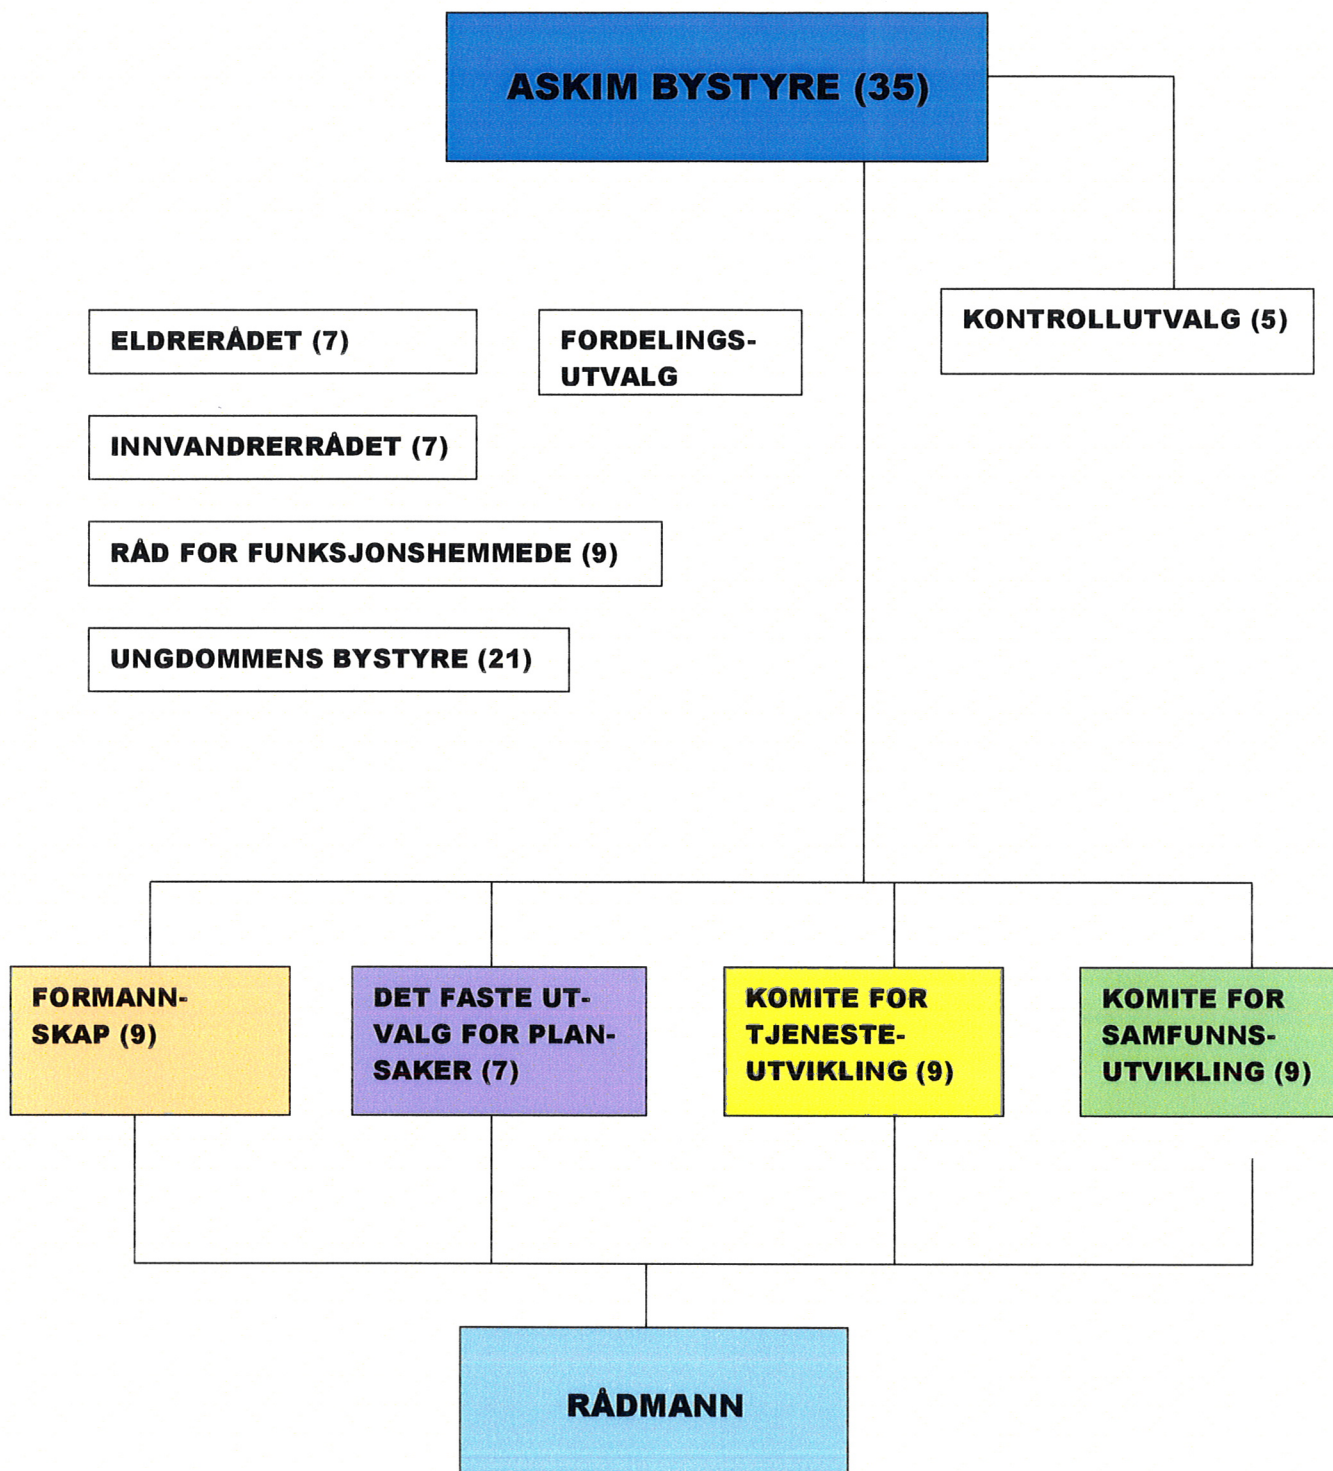 ASKIM BYSTYRE (35)
ELDRERÅDET (7)
FORDELINGS-
UTVALG
KONTROLLUTVALG (5)
INNVANDRERRÅDET (7)
RÅD FOR FUNKSJONSHEMMEDE (9)
UNGDOMMENS BYSTYRE (21)
FORMANN-
SKAP (9)
DET FASTE UT-
VALG FOR PLAN-
SAKER (7)
KOMITE FOR
TJENESTE-
UTVIKLING (9)
KOMITE FOR
SAMFUNNS-
UTVIKLING (9)
RÅDMANN